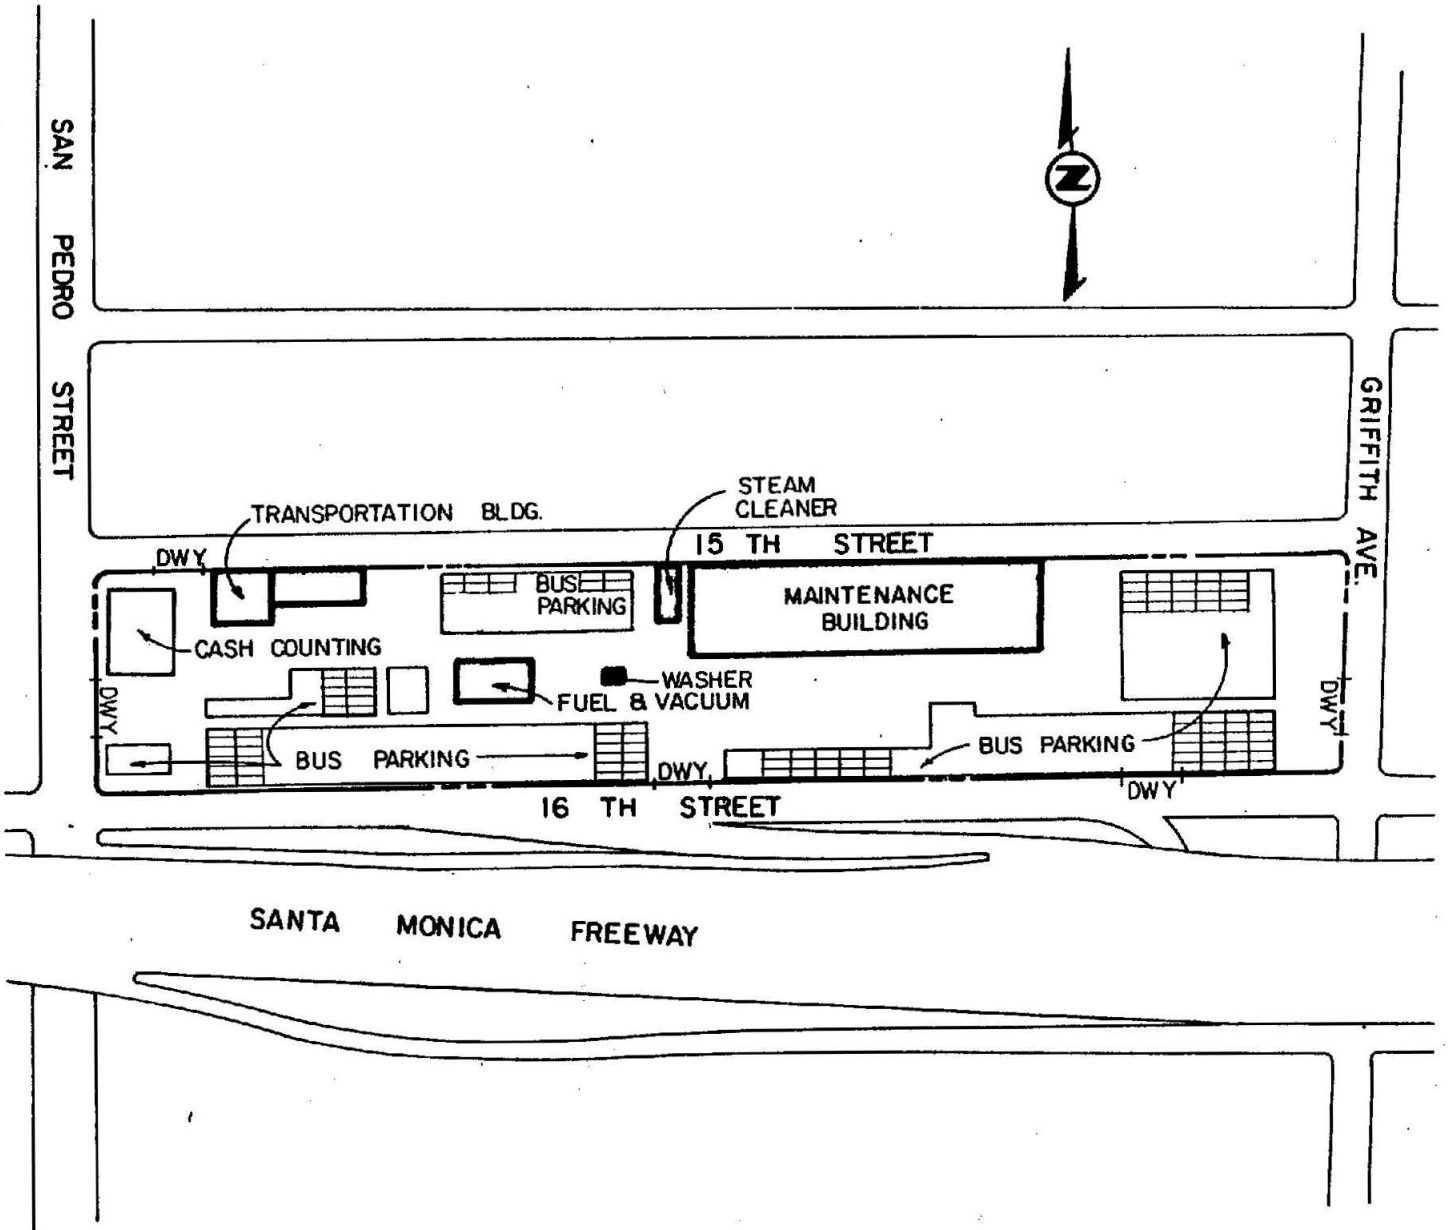 SAN PEDRO STREET
N
GRIFFITH AVE.
STEAM
CLEANER
TRANSPORTATION BLDG.
15 TH STREET
DWY
BUS
PARKING
MAINTENANCE
BUILDING
CASH COUNTING
WASHER
FUEL & VACUUM
DWY
DWY
BUS PARKING
BUS PARKING
DWY
DWY
16 TH STREET
SANTA MONICA FREEWAY